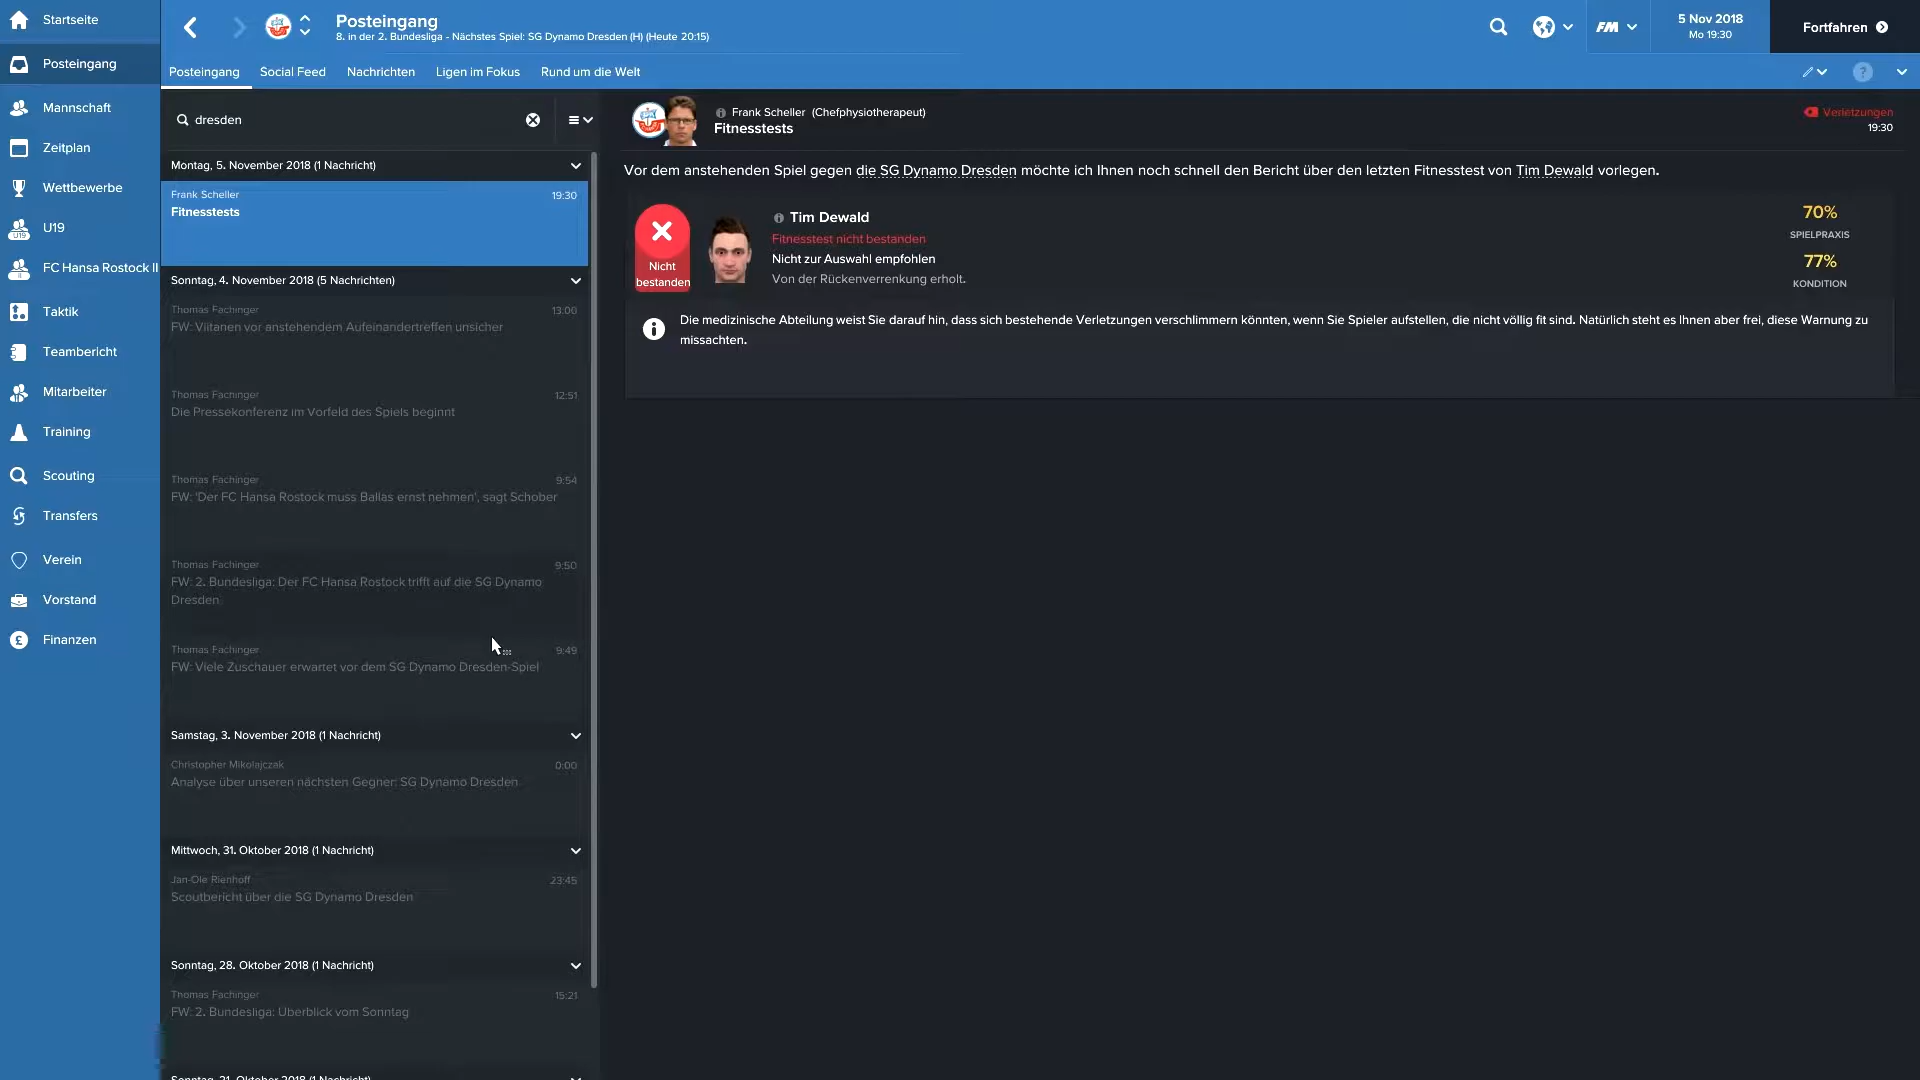 Startseite
Posteingang
Mannschaft
Zeitplan
Wettbewerbe
U19
FC Hansa Rostock II
Taktik
Teambericht
Mitarbeiter
Training
Scouting
Transfers
Verein
Vorstand
Finanzen
Posteingang
8. in der 2. Bundesliga - Nächstes Spiel: SG Dynamo Dresden (H) (Heute 20:15)
FM
5 Nov 2018
Mo 19:30
Fortfahren
Posteingang Social Feed Nachrichten Ligen im Fokus Rund um die Welt
dresden
Montag, 5. November 2018 (1 Nachricht)
Frank Scheller 19:30
Fitnesstests
Sonntag, 4. November 2018 (5 Nachrichten)
Thomas Fachinger 13:00
FW: Viitanen vor anstehendem Aufeinandertreffen unsicher
Thomas Fachinger 12:51
Die Pressekonferenz im Vorfeld des Spiels beginnt
Thomas Fachinger 9:54
FW: 'Der FC Hansa Rostock muss Ballas ernst nehmen', sagt Schober
Thomas Fachinger 9:50
FW: 2. Bundesliga: Der FC Hansa Rostock trifft auf die SG Dynamo
Dresden
Thomas Fachinger 9:49
FW: Viele Zuschauer erwartet vor dem SG Dynamo Dresden-Spiel
Samstag, 3. November 2018 (1 Nachricht)
Christopher Mikolajczak 0:00
Analyse über unseren nächsten Gegner: SG Dynamo Dresden
Mittwoch, 31. Oktober 2018 (1 Nachricht)
Jan-Ole Rienhoff 23:45
Scoutbericht über die SG Dynamo Dresden
Sonntag, 28. Oktober 2018 (1 Nachricht)
Thomas Fachinger 15:21
FW: 2. Bundesliga: Überblick vom Sonntag
Sonntag, 21. Oktober 2018 (1 Nachricht)
Frank Scheller (Chefphysiotherapeut)
Fitnesstests
Verletzungen
19:30
Vor dem anstehenden Spiel gegen die SG Dynamo Dresden möchte ich Ihnen noch schnell den Bericht über den letzten Fitnesstest von Tim Dewald vorlegen.
Nicht
bestanden
Tim Dewald
Fitnesstest nicht bestanden
Nicht zur Auswahl empfohlen
Von der Rückenverrenkung erholt.
70%
SPIELPRAXIS
77%
KONDITION
Die medizinische Abteilung weist Sie darauf hin, dass sich bestehende Verletzungen verschlimmern könnten, wenn Sie Spieler aufstellen, die nicht völlig fit sind. Natürlich steht es Ihnen aber frei, diese Warnung zu
missachten.